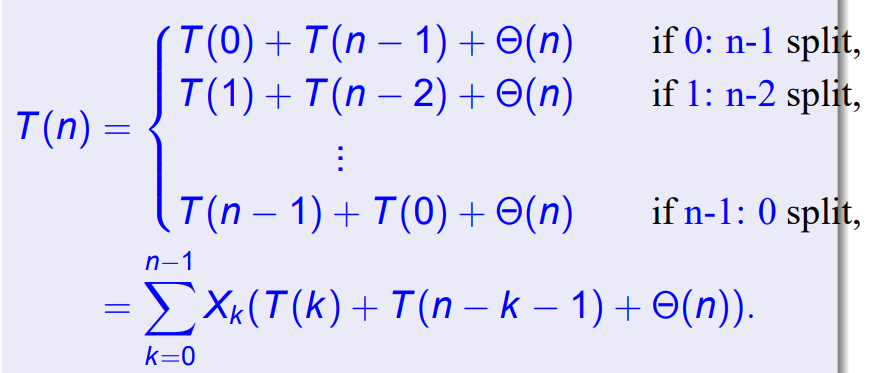 T(n) = { T(0) + T(n − 1) + Θ(n) if 0: n-1 split,
T(1) + T(n − 2) + Θ(n) if 1: n-2 split,
⋮
T(n − 1) + T(0) + Θ(n) if n-1: 0 split,
= ∑_{k=0}^{n−1} X_k(T(k) + T(n − k − 1) + Θ(n)).